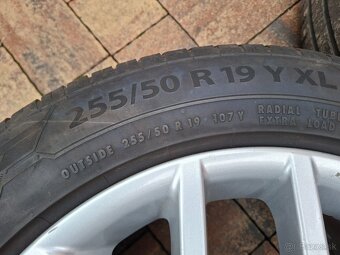 255/50 R 19 Y XL
OUTSIDE 255/50 R 19 107 Y
RADIAL TUB
EXTRA LOAD